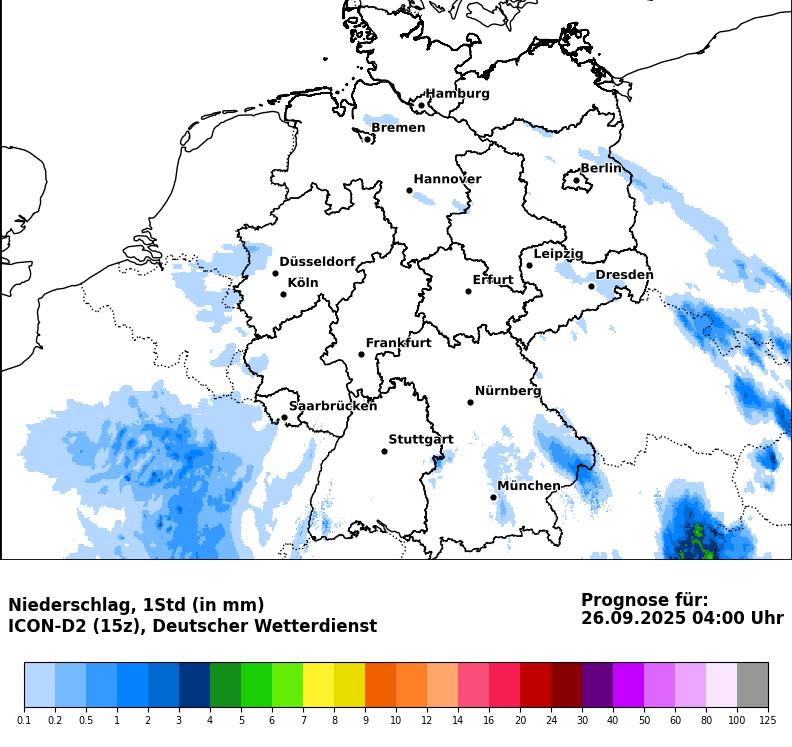 Hamburg
Bremen
Berlin
Hannover
Leipzig
Düsseldorf
Dresden
Köln
Erfurt
Frankfurt
Nürnberg
Saarbrücken
Stuttgart
München
Niederschlag, 1Std (in mm)
ICON-D2 (15z), Deutscher Wetterdienst
Prognose für:
26.09.2025 04:00 Uhr
0.1 0.2 0.5 1 2 3 4 5 6 7 8 9 10 12 14 16 20 24 30 40 50 60 80 100 125